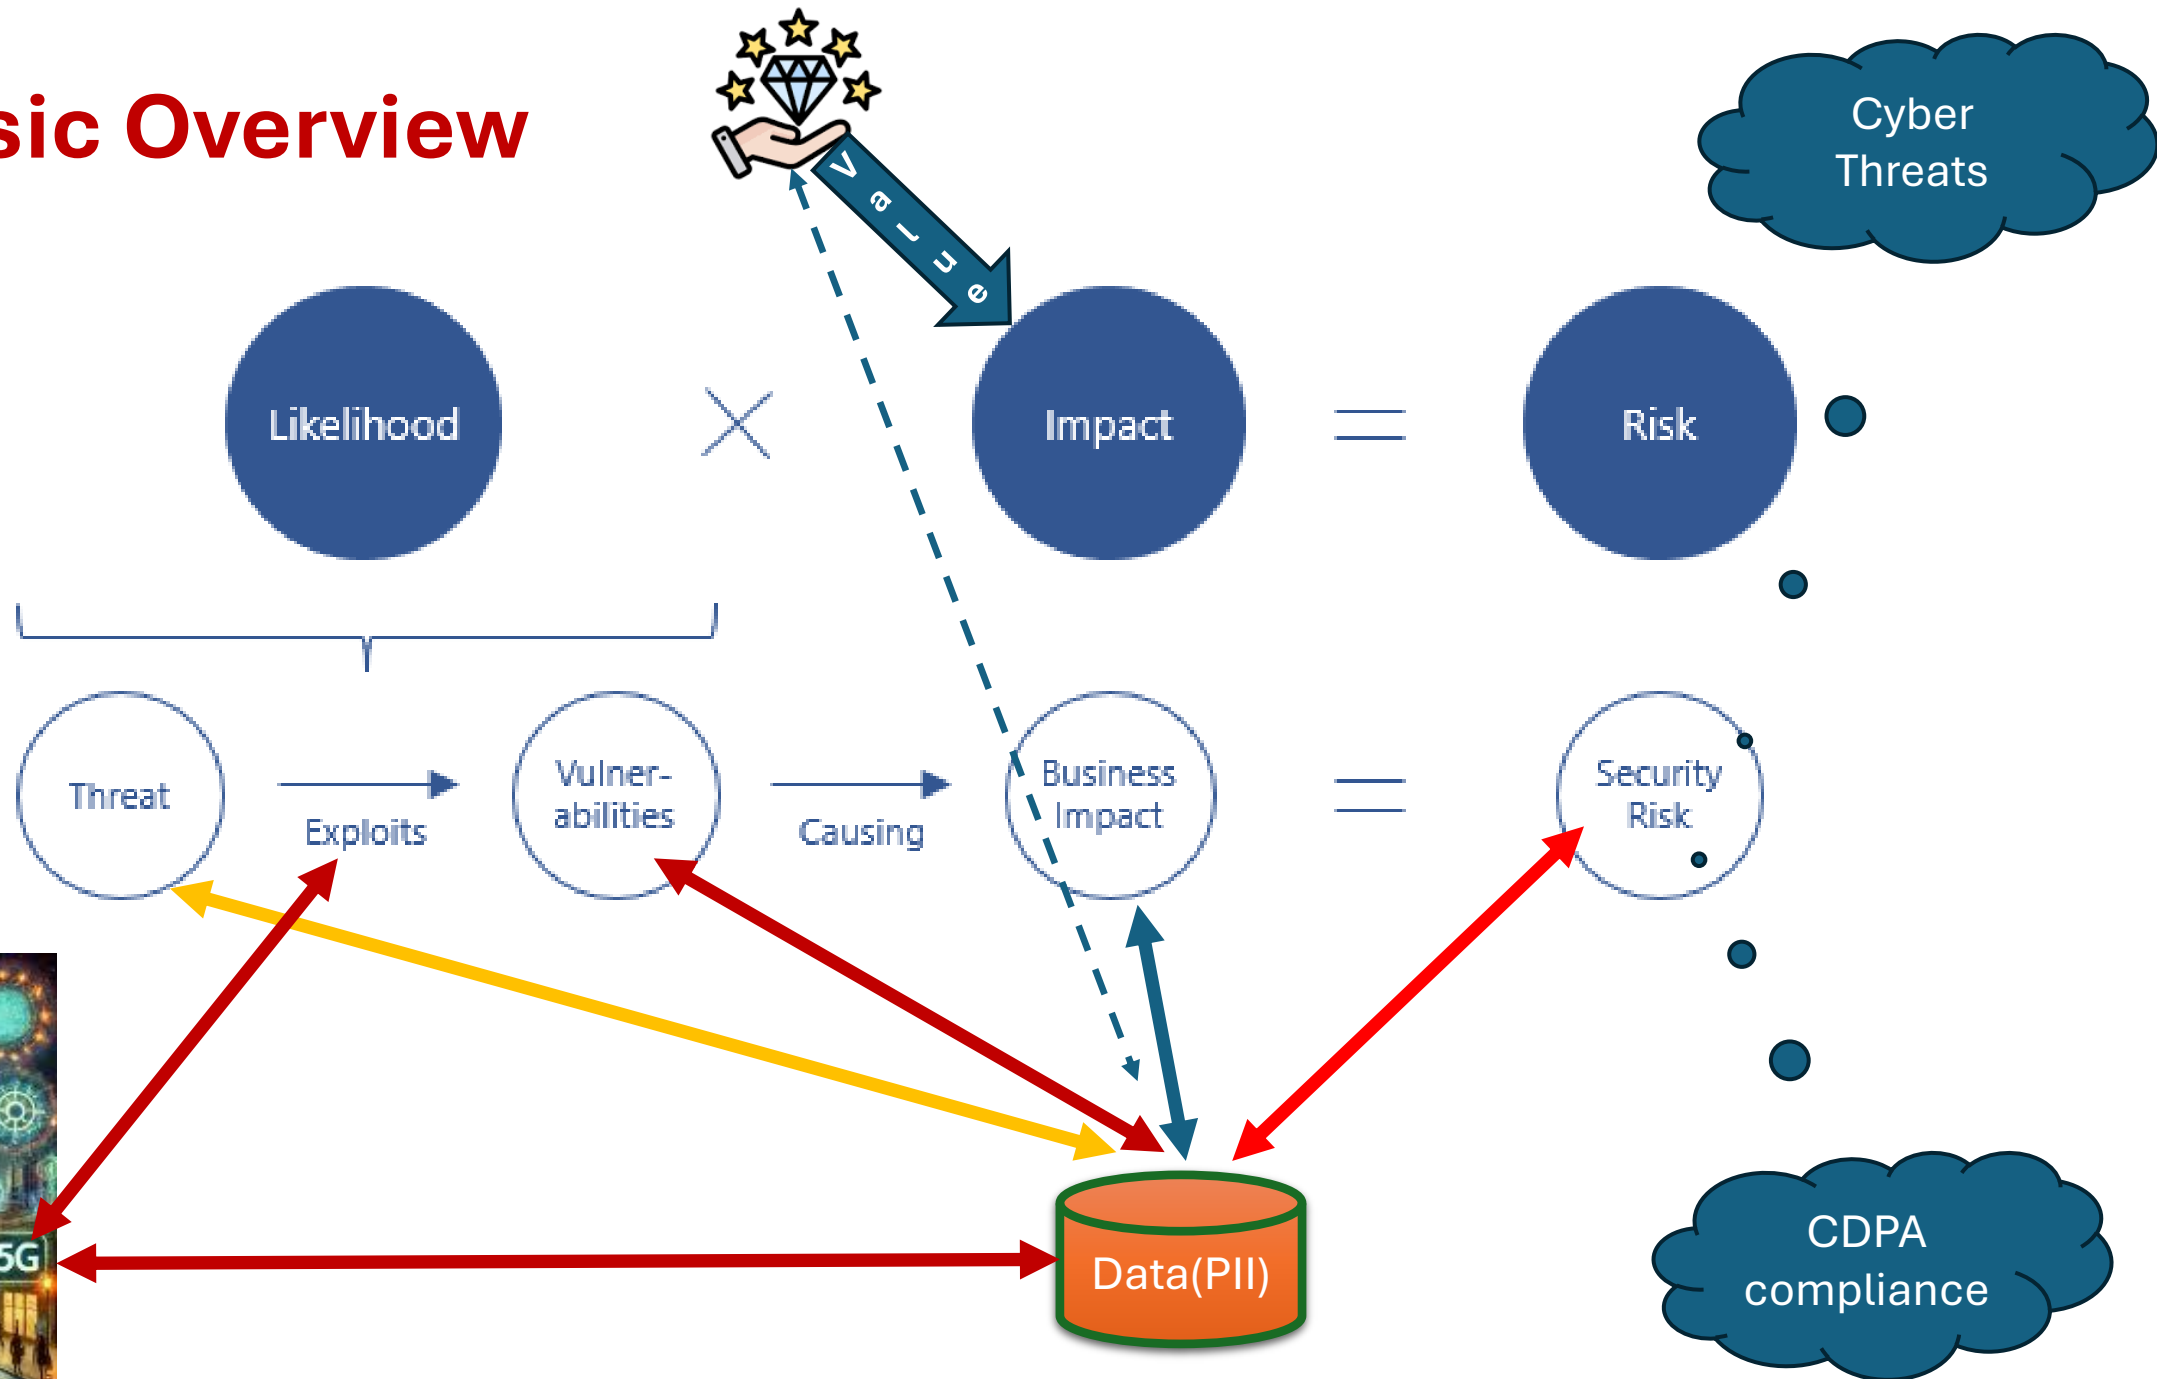 sic Overview
Value
Cyber
Threats
Likelihood
Impact
Risk
Threat
Exploits
Vulner-
abilities
Causing
Business
Impact
Security
Risk
5G
Data(PII)
CDPA
compliance